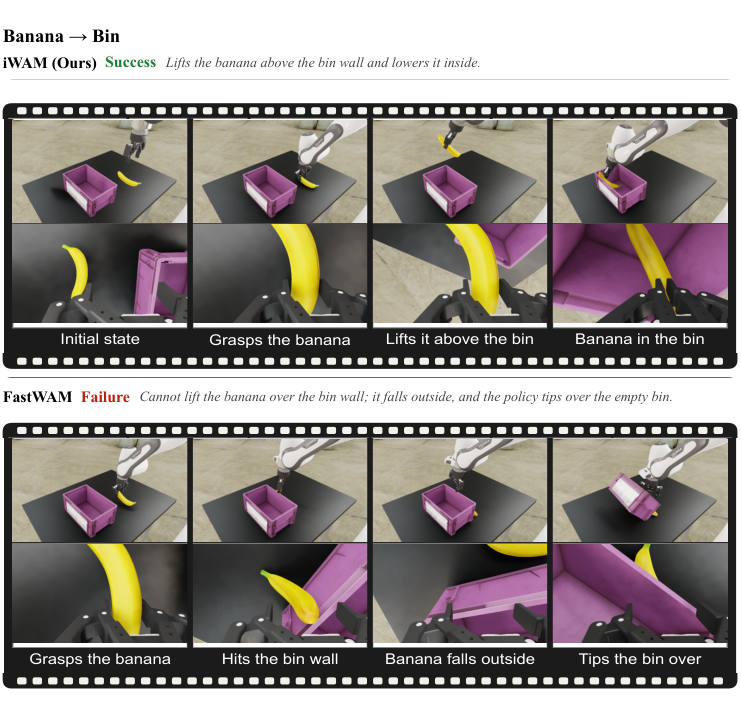 Banana → Bin
iWAM (Ours) Success Lifts the banana above the bin wall and lowers it inside.
Initial state
Grasps the banana
Lifts it above the bin
Banana in the bin
FastWAM Failure Cannot lift the banana over the bin wall; it falls outside, and the policy tips over the empty bin.
Grasps the banana
Hits the bin wall
Banana falls outside
Tips the bin over